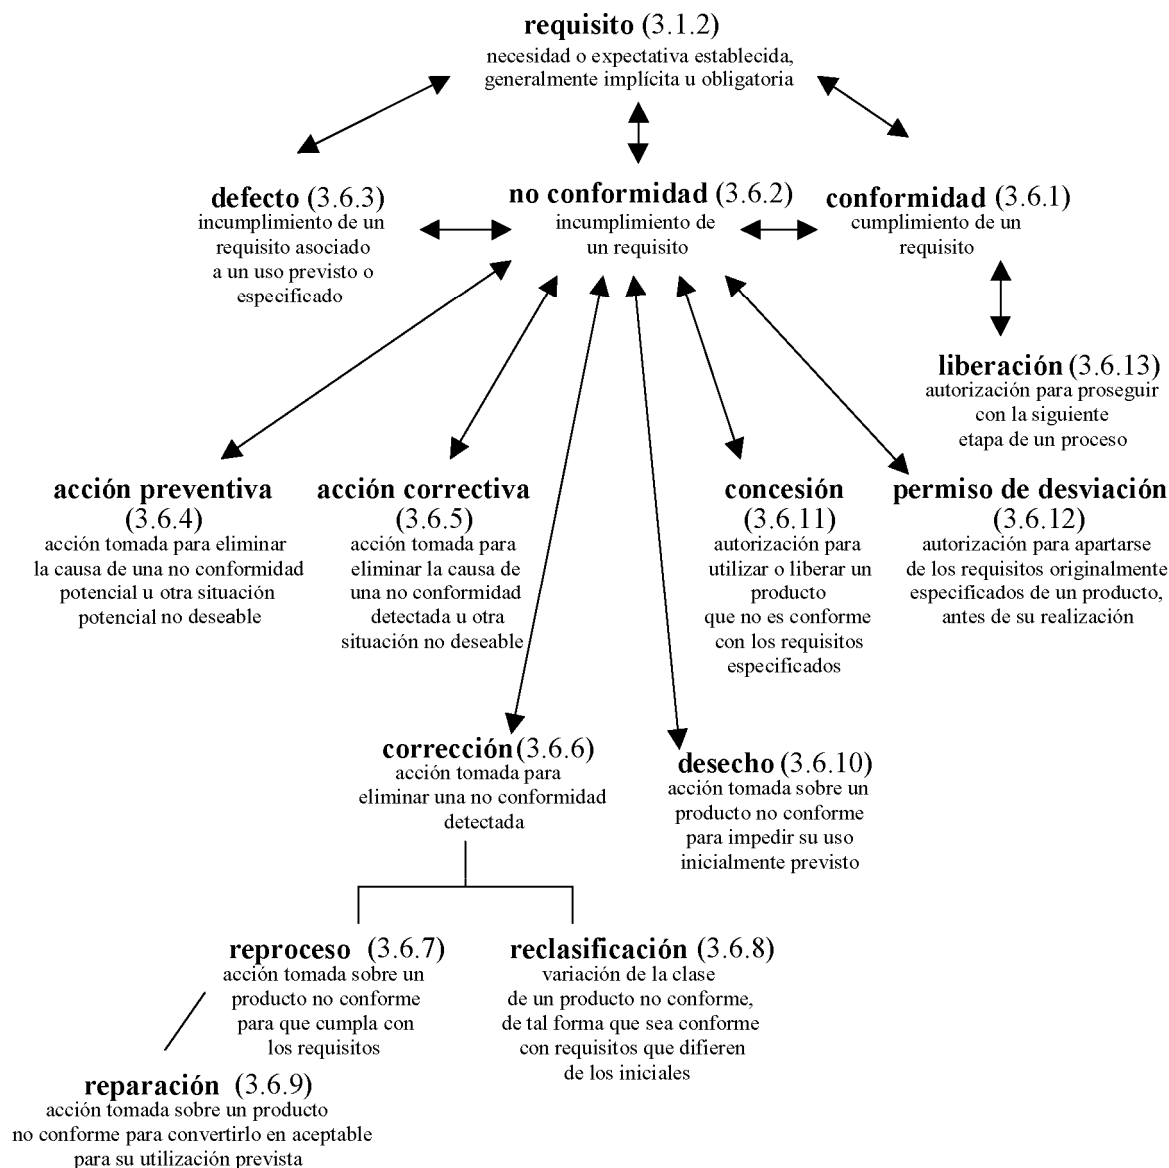 requisito (3.1.2)
necesidad o expectativa establecida,
generalmente implícita u obligatoria
defecto (3.6.3)
incumplimiento de un
requisito asociado
a un uso previsto o
especificado
no conformidad (3.6.2)
incumplimiento de
un requisito
conformidad (3.6.1)
cumplimiento de un
requisito
liberación (3.6.13)
autorización para proseguir
con la siguiente
etapa de un proceso
acción preventiva
(3.6.4)
acción tomada para eliminar
la causa de una no conformidad
potencial u otra situación
potencial no deseable
acción correctiva
(3.6.5)
acción tomada para
eliminar la causa de
una no conformidad
detectada u otra
situación no deseable
concesión
(3.6.11)
autorización para
utilizar o liberar un
producto
que no es conforme
con los requisitos
especificados
permiso de desviación
(3.6.12)
autorización para apartarse
de los requisitos originalmente
especificados de un producto,
antes de su realización
corrección (3.6.6)
acción tomada para
eliminar una no conformidad
detectada
desecho (3.6.10)
acción tomada sobre un
producto no conforme
para impedir su uso
inicialmente previsto
reproceso (3.6.7)
acción tomada sobre un
producto no conforme
para que cumpla con
los requisitos
reclasificación (3.6.8)
variación de la clase
de un producto no conforme,
de tal forma que sea conforme
con requisitos que difieren
de los iniciales
reparación (3.6.9)
acción tomada sobre un producto
no conforme para convertirlo en aceptable
para su utilización prevista